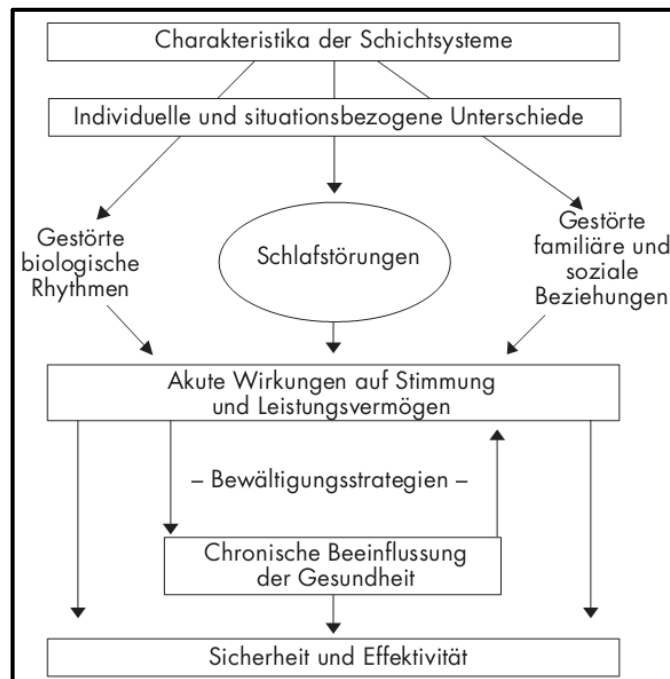 Charakteristika der Schichtsysteme
Individuelle und situationsbezogene Unterschiede
Gestörte
biologische
Rhythmen
Schlafstörungen
Gestörte
familiäre und
soziale
Beziehungen
Akute Wirkungen auf Stimmung
und Leistungsvermögen
– Bewältigungsstrategien –
Chronische Beeinflussung
der Gesundheit
Sicherheit und Effektivität